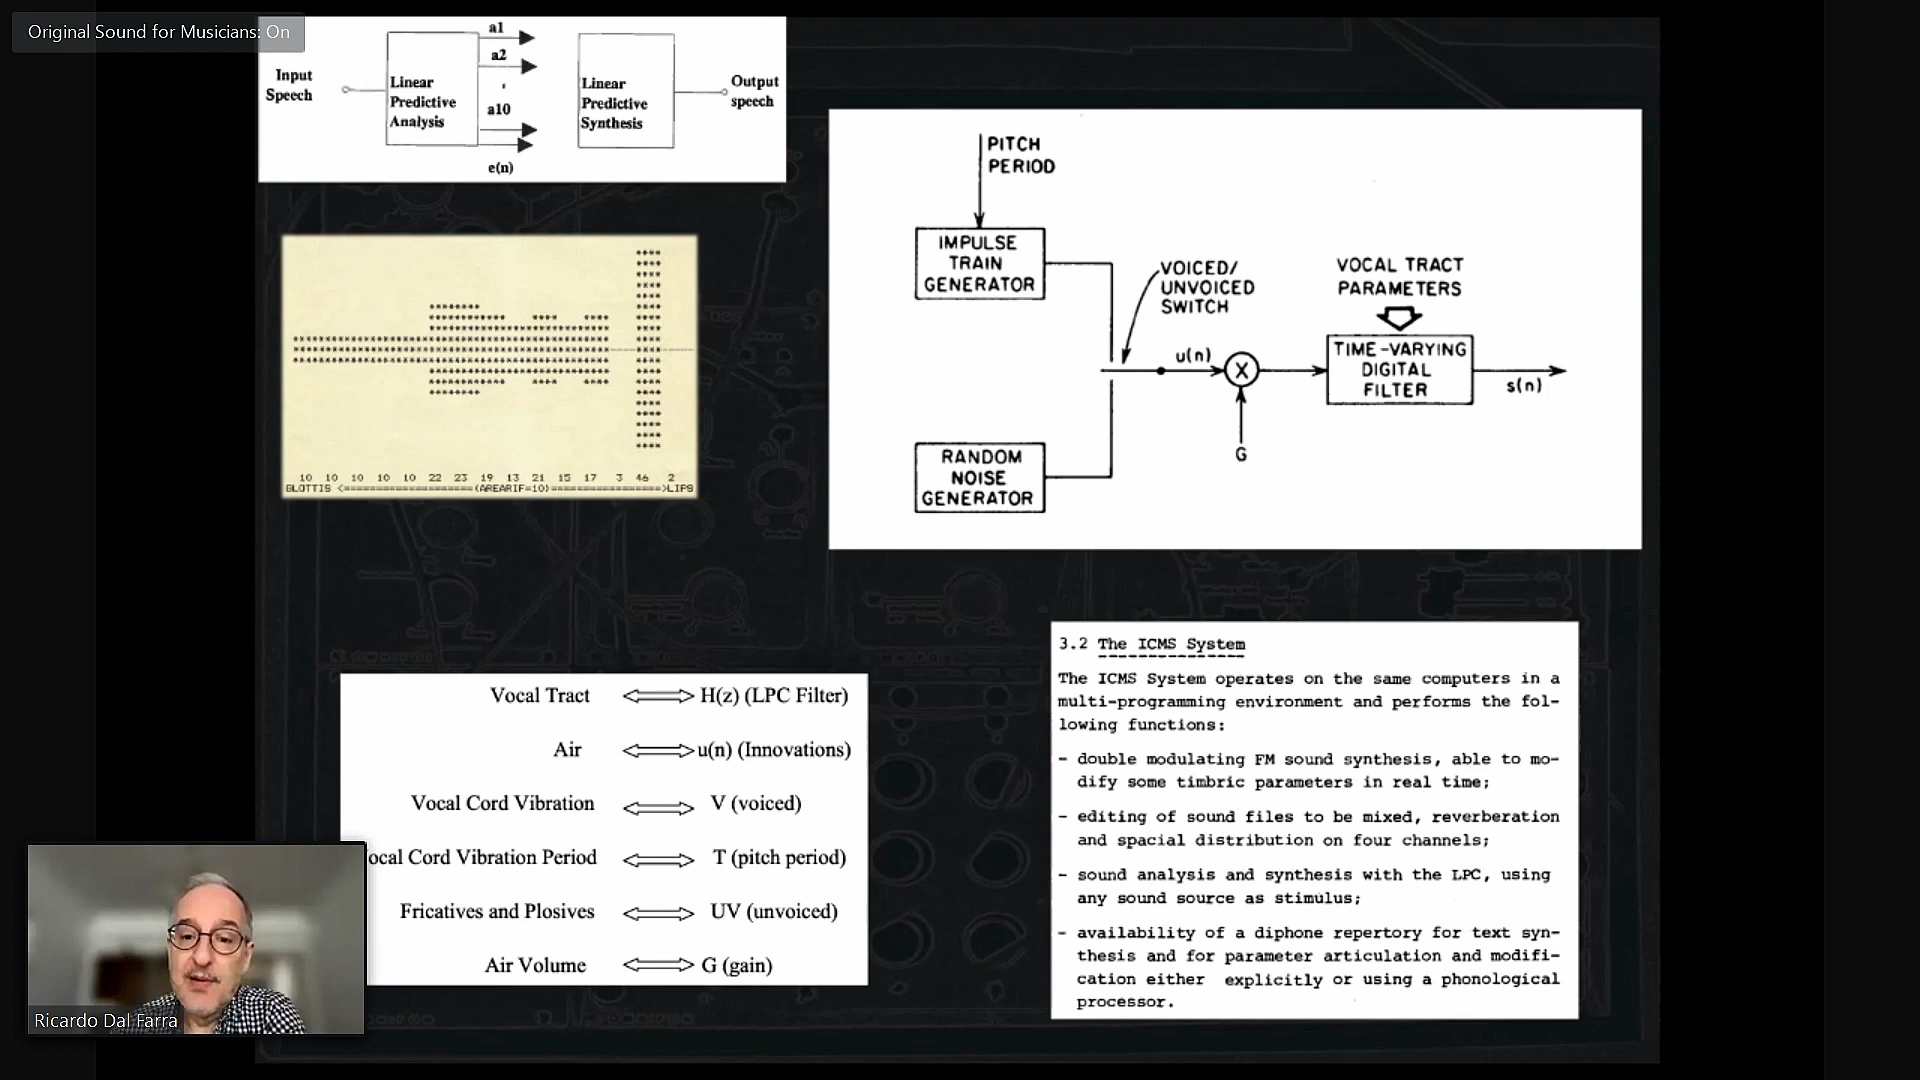 Original Sound for Musicians: On
Input
Speech
Linear
Predictive
Analysis
a1
a2
a10
e(n)
Linear
Predictive
Synthesis
Output
speech
PITCH
PERIOD
IMPULSE
TRAIN
GENERATOR
VOICED/
UNVOICED
SWITCH
VOCAL TRACT
PARAMETERS
u(n)
X
TIME-VARYING
DIGITAL
FILTER
s(n)
G
RANDOM
NOISE
GENERATOR
10 10 10 10 10 22 23 19 13 21 15 17 3 46 2
GLOTTIS <====================(AREARIF=10)====================>LIPS
Vocal Tract H(z) (LPC Filter)
Air u(n) (Innovations)
Vocal Cord Vibration V (voiced)
ocal Cord Vibration Period T (pitch period)
Fricatives and Plosives UV (unvoiced)
Air Volume G (gain)
3.2 The ICMS System
The ICMS System operates on the same computers in a
multi-programming environment and performs the fol-
lowing functions:
- double modulating FM sound synthesis, able to mo-
dify some timbric parameters in real time;
- editing of sound files to be mixed, reverberation
and spacial distribution on four channels;
- sound analysis and synthesis with the LPC, using
any sound source as stimulus;
- availability of a diphone repertory for text syn-
thesis and for parameter articulation and modifi-
cation either explicitly or using a phonological
processor.
Ricardo Dal Farra